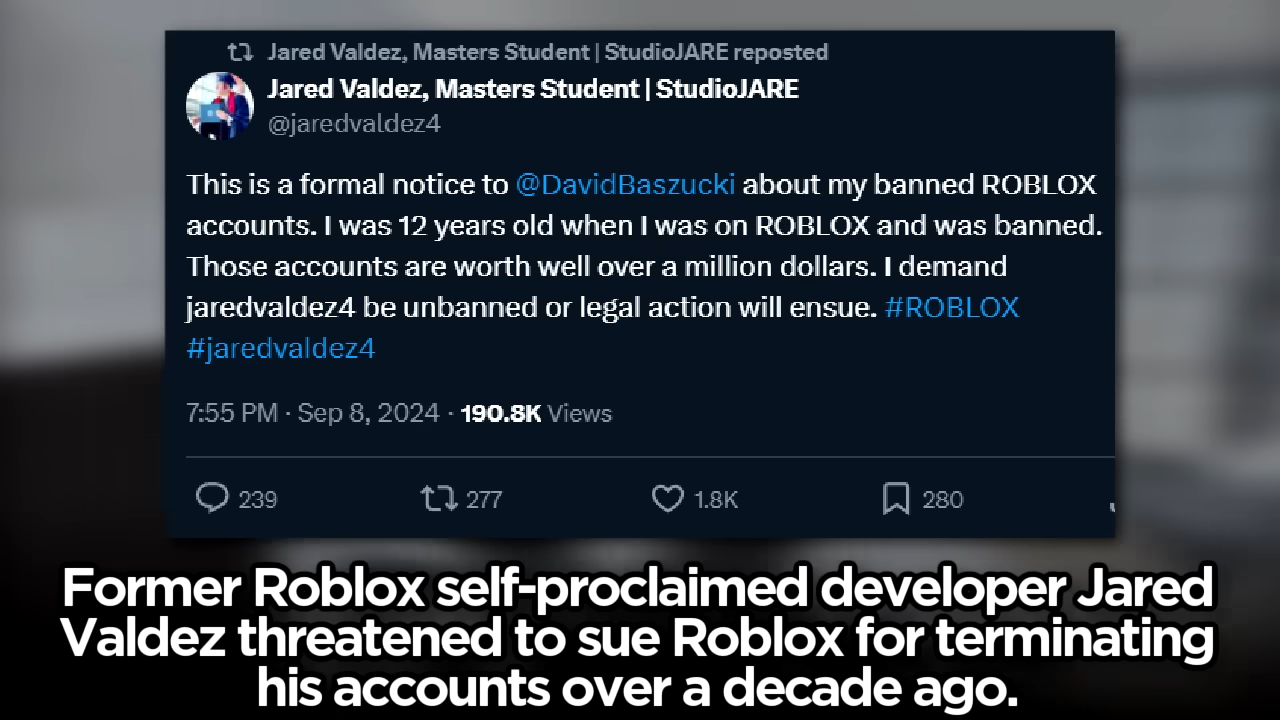 Jared Valdez, Masters Student | StudioJARE reposted
Jared Valdez, Masters Student | StudioJARE
@jaredvaldez4
This is a formal notice to @DavidBaszucki about my banned ROBLOX
accounts. I was 12 years old when I was on ROBLOX and was banned.
Those accounts are worth well over a million dollars. I demand
jaredvaldez4 be unbanned or legal action will ensue. #ROBLOX
#jaredvaldez4
7:55 PM · Sep 8, 2024 · 190.8K Views
239 277 1.8K 280
Former Roblox self-proclaimed developer Jared
Valdez threatened to sue Roblox for terminating
his accounts over a decade ago.